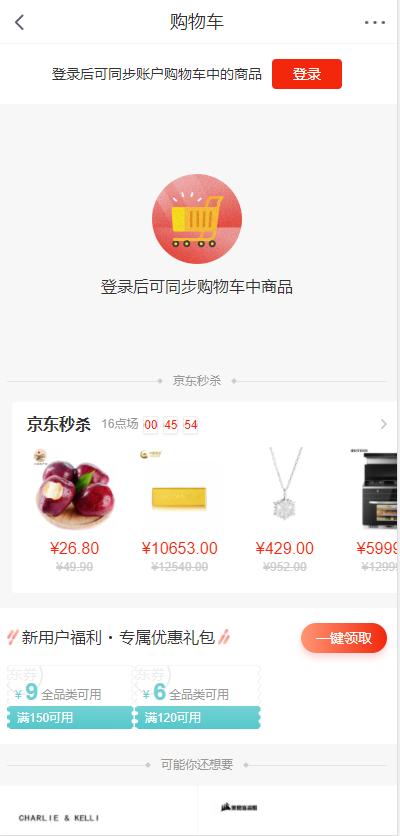 购物车
登录后可同步账户购物车中的商品 登录
登录后可同步购物车中商品
京东秒杀
京东秒杀 16点场 00 45 54
¥26.80 ¥10653.00 ¥429.00 ¥5999
¥49.90 ¥12540.00 ¥952.00 ¥12999
新用户福利·专属优惠礼包 一键领取
东券 东券
¥9 全品类可用 ¥6 全品类可用
满150可用 满120可用
可能你还想要
CHARLIE & KELLI